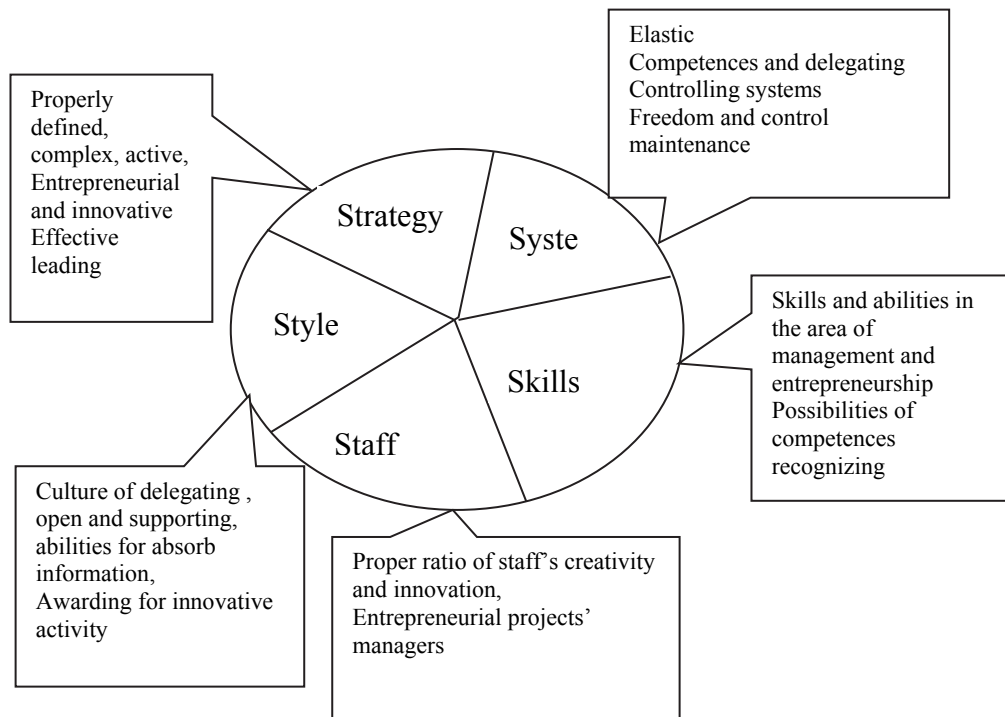 Elastic
Competences and delegating
Controlling systems
Freedom and control
maintenance
Properly
defined,
complex, active,
Entrepreneurial
and innovative
Effective
leading
Strategy
Syste
Style
Skills
Staff
Skills and abilities in
the area of
management and
entrepreneurship
Possibilities of
competences
recognizing
Culture of delegating ,
open and supporting,
abilities for absorb
information,
Awarding for innovative
activity
Proper ratio of staff’s creativity
and innovation,
Entrepreneurial projects’
managers